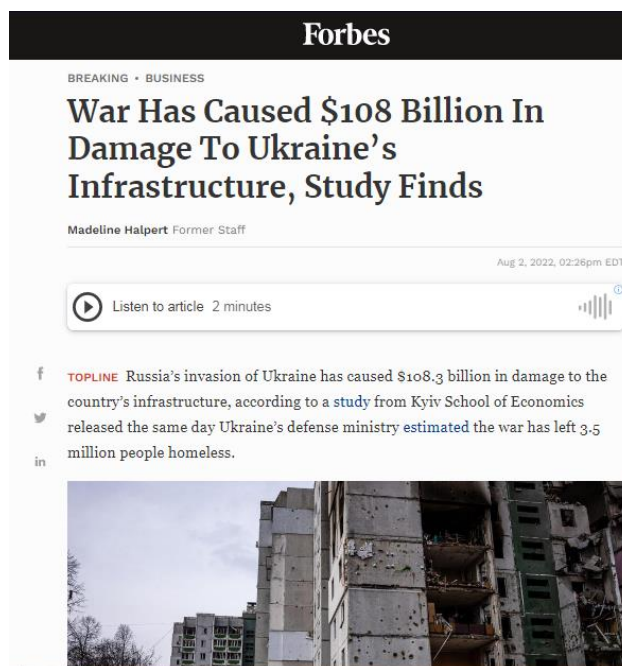 Forbes
BREAKING • BUSINESS
War Has Caused $108 Billion In
Damage To Ukraine’s
Infrastructure, Study Finds
Madeline Halpert Former Staff
Aug 2, 2022, 02:26pm EDT
Listen to article 2 minutes
TOPLINE Russia’s invasion of Ukraine has caused $108.3 billion in damage to the
country’s infrastructure, according to a study from Kyiv School of Economics
released the same day Ukraine’s defense ministry estimated the war has left 3.5
million people homeless.